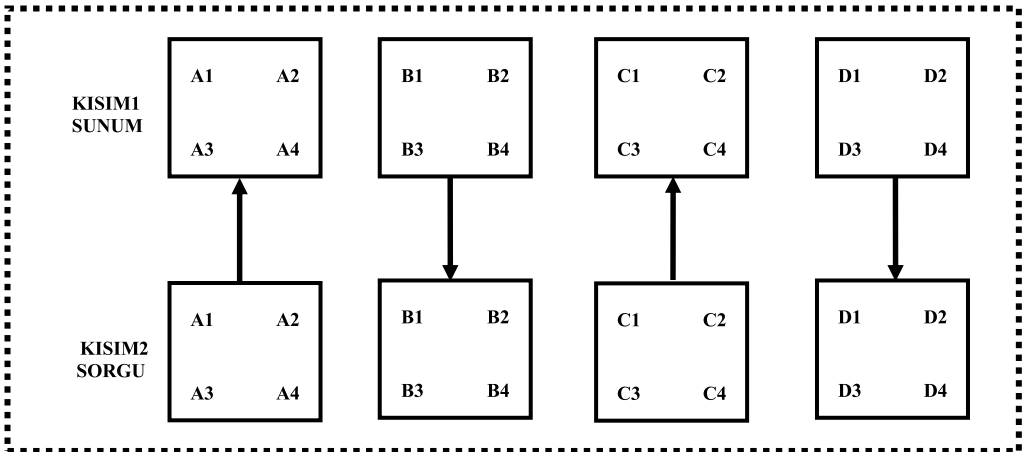 A1 A2 B1 B2 C1 C2 D1 D2
KISIM1
SUNUM
A3 A4 B3 B4 C3 C4 D3 D4
A1 A2 B1 B2 C1 C2 D1 D2
KISIM2
SORGU
A3 A4 B3 B4 C3 C4 D3 D4